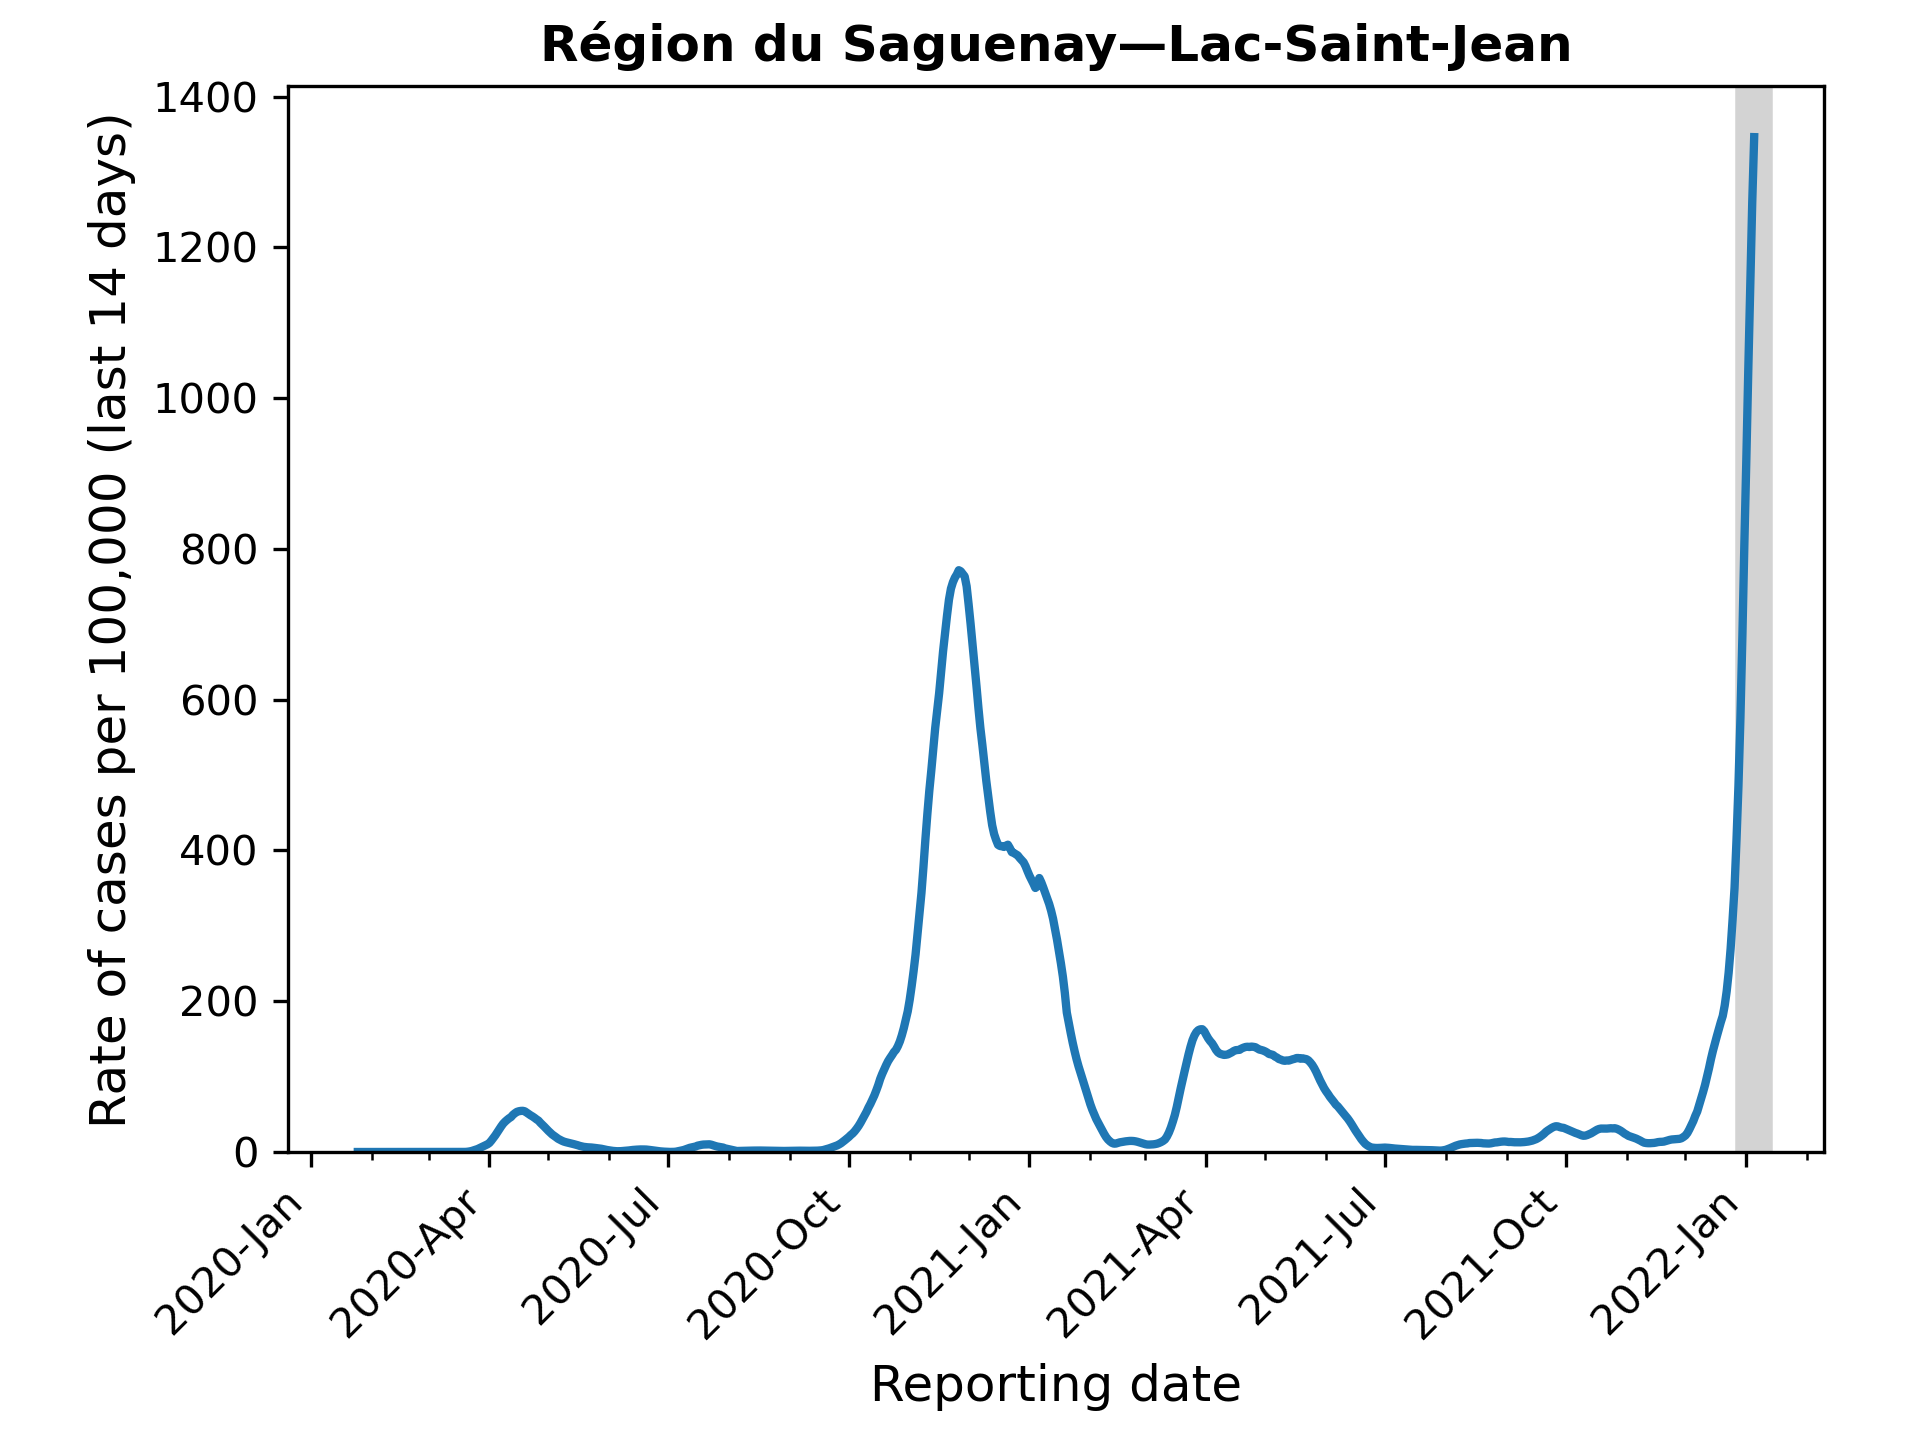 Région du Saguenay—Lac-Saint-Jean
Rate of cases per 100,000 (last 14 days)
1400
1200
1000
800
600
400
200
0
2020-Jan
2020-Apr
2020-Jul
2020-Oct
2021-Jan
2021-Apr
2021-Jul
2021-Oct
2022-Jan
Reporting date